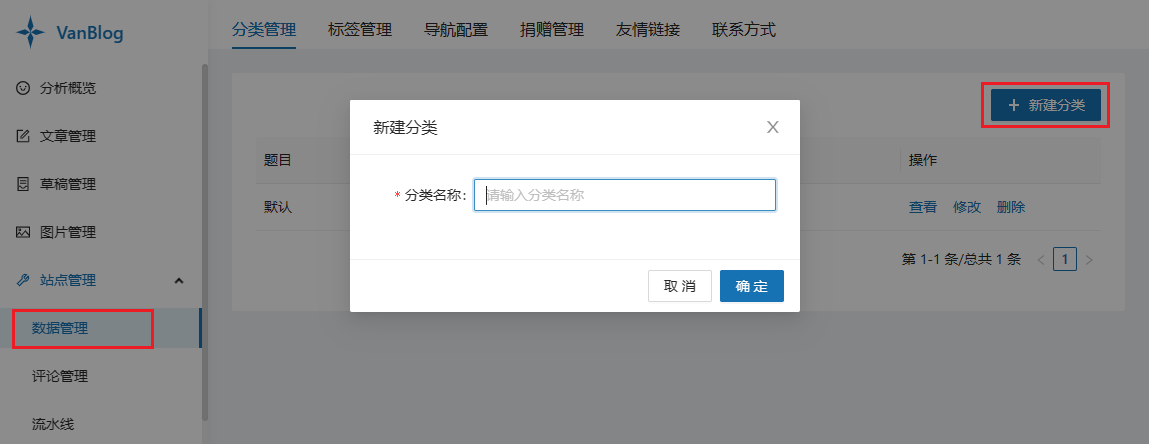 VanBlog
分类管理 标签管理 导航配置 捐赠管理 友情链接 联系方式
分析概览
文章管理
草稿管理
图片管理
站点管理
数据管理
评论管理
流水线
+ 新建分类
题目 操作
默认 查看 修改 删除
第 1-1 条/总共 1 条 < 1 >
新建分类 X
* 分类名称: 请输入分类名称
取 消 确 定